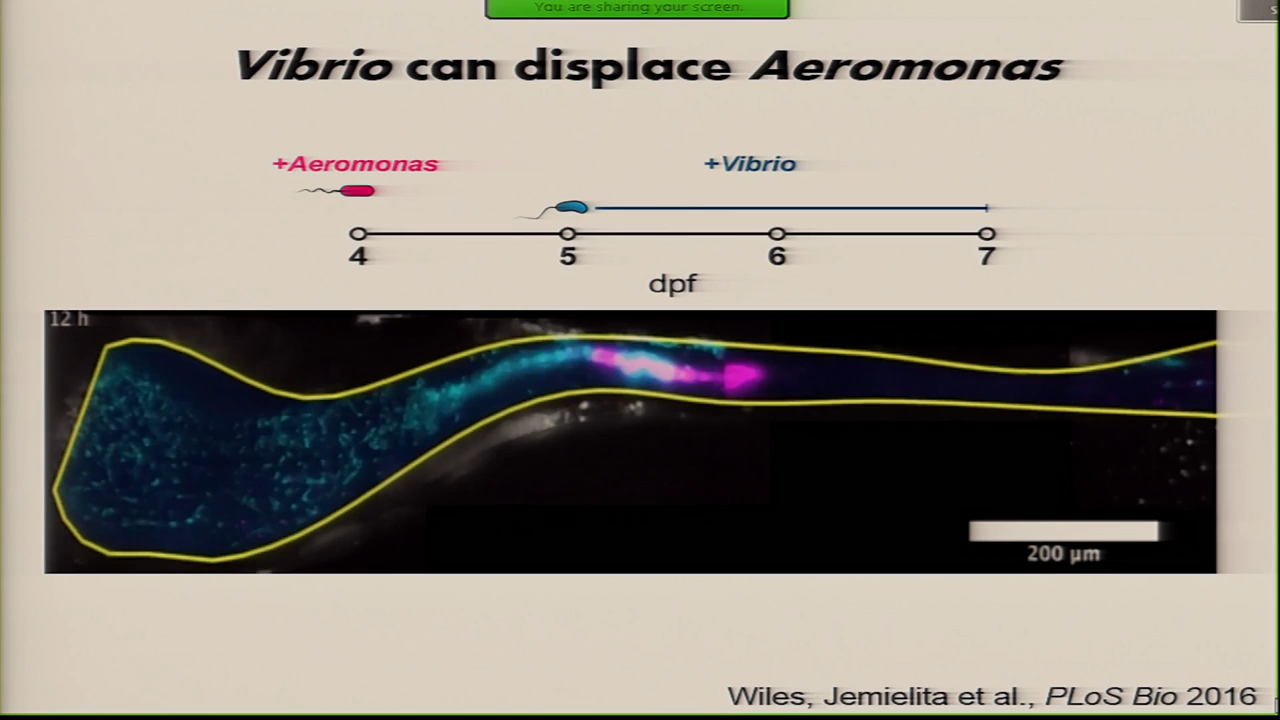 You are sharing your screen.
s
Vibrio can displace Aeromonas
+Aeromonas
+Vibrio
4 5 6 7
dpf
12 h
200 µm
Wiles, Jemielita et al., PLoS Bio 2016